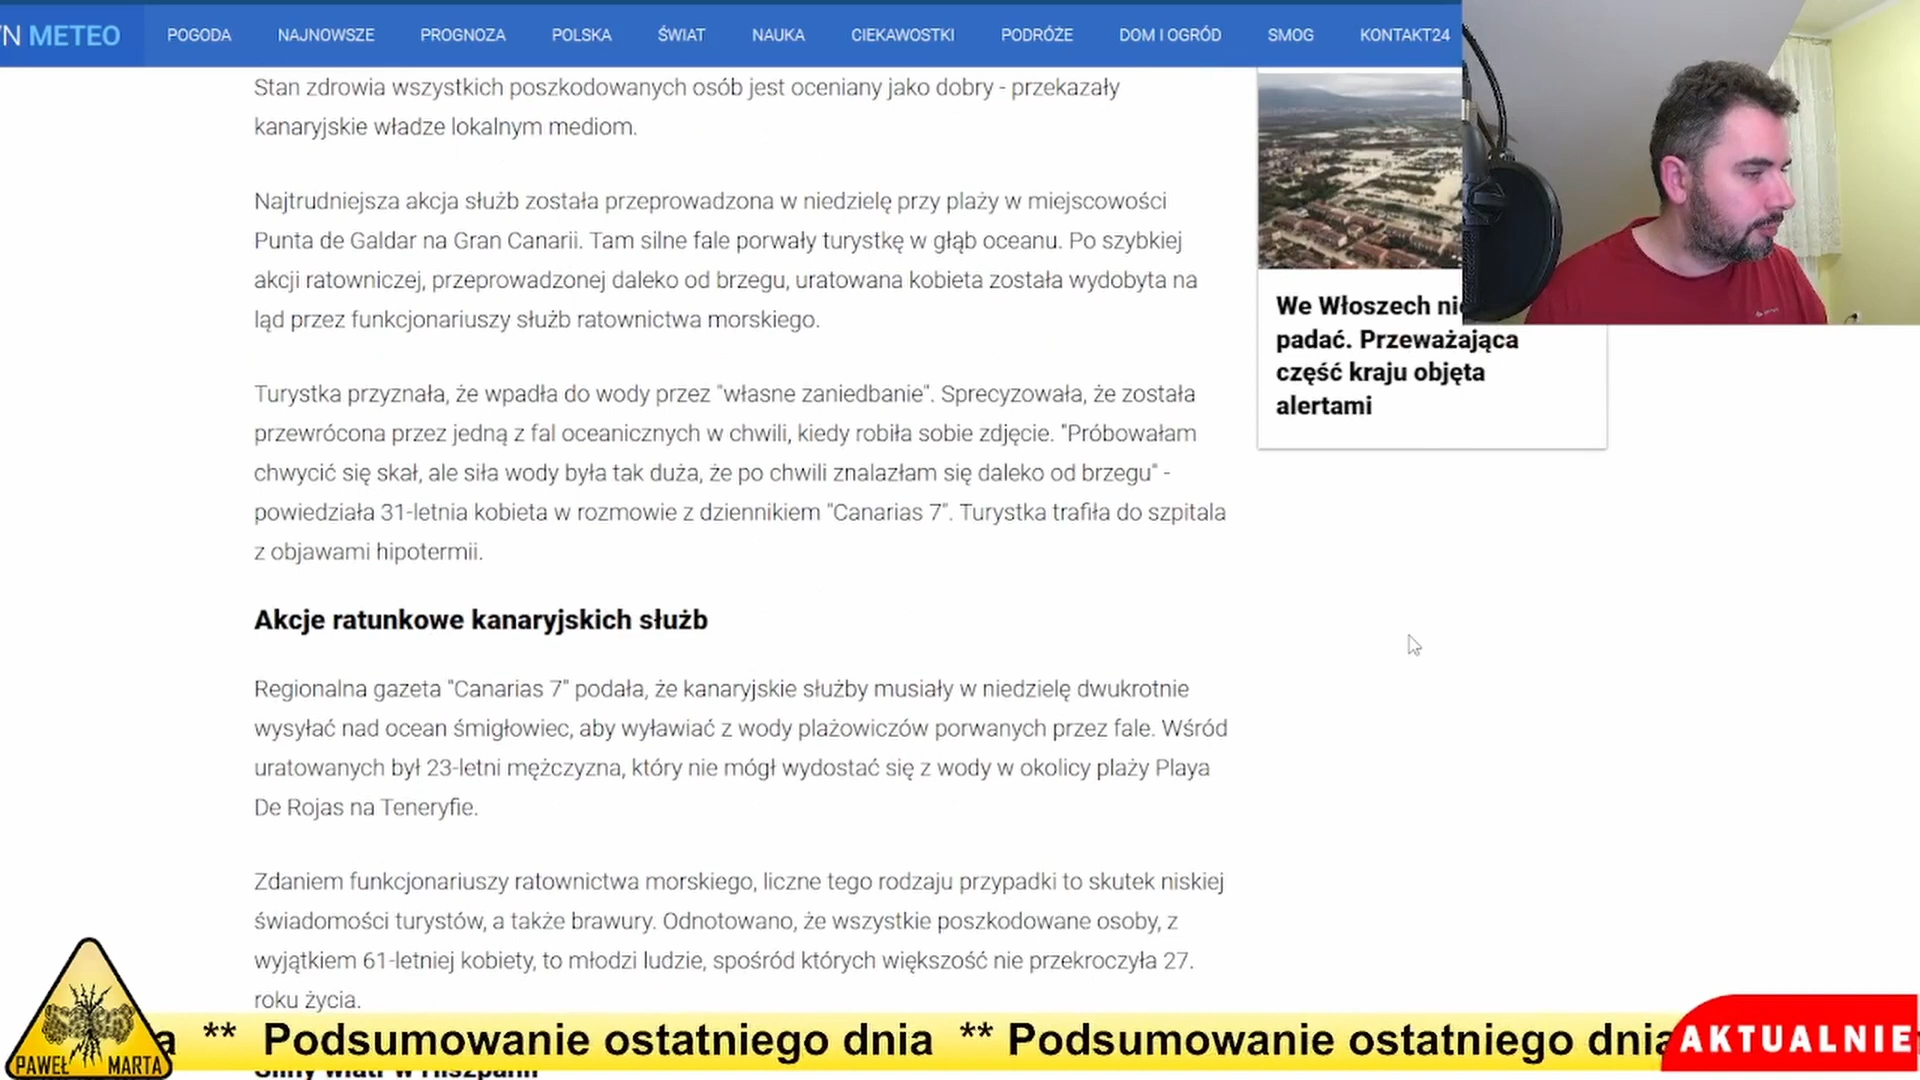 METEO
POGODA
NAJNOWSZE
PROGNOZA
POLSKA
ŚWIAT
NAUKA
CIEKAWOSTKI
PODRÓŻE
DOM I OGRÓD
SMOG
KONTAKT24
Stan zdrowia wszystkich poszkodowanych osób jest oceniany jako dobry - przekazały
kanaryjskie władze lokalnym mediom.
Najtrudniejsza akcja służb została przeprowadzona w niedzielę przy plaży w miejscowości
Punta de Galdar na Gran Canarii. Tam silne fale porwały turystkę w głąb oceanu. Po szybkiej
akcji ratowniczej, przeprowadzonej daleko od brzegu, uratowana kobieta została wydobyta na
ląd przez funkcjonariuszy służb ratownictwa morskiego.
Turystka przyznała, że wpadła do wody przez "własne zaniedbanie". Sprecyzowała, że została
przewrócona przez jedną z fal oceanicznych w chwili, kiedy robiła sobie zdjęcie. "Próbowałam
chwycić się skał, ale siła wody była tak duża, że po chwili znalazłam się daleko od brzegu" -
powiedziała 31-letnia kobieta w rozmowie z dziennikiem "Canarias 7". Turystka trafiła do szpitala
z objawami hipotermii.
Akcje ratunkowe kanaryjskich służb
Regionalna gazeta "Canarias 7" podała, że kanaryjskie służby musiały w niedzielę dwukrotnie
wysyłać nad ocean śmigłowiec, aby wyławiać z wody plażowiczów porwanych przez fale. Wśród
uratowanych był 23-letni mężczyzna, który nie mógł wydostać się z wody w okolicy plaży Playa
De Rojas na Teneryfie.
Zdaniem funkcjonariuszy ratownictwa morskiego, liczne tego rodzaju przypadki to skutek niskiej
świadomości turystów, a także brawury. Odnotowano, że wszystkie poszkodowane osoby, z
wyjątkiem 61-letniej kobiety, to młodzi ludzie, spośród których większość nie przekroczyła 27.
roku życia.
We Włoszech
padać. Przeważająca
część kraju objęta
alertami
a ** Podsumowanie ostatniego dnia ** Podsumowanie ostatniego dnia
AKTUALNIE
PAWEŁ MARTA
Silny wiatr w Hiszpanii